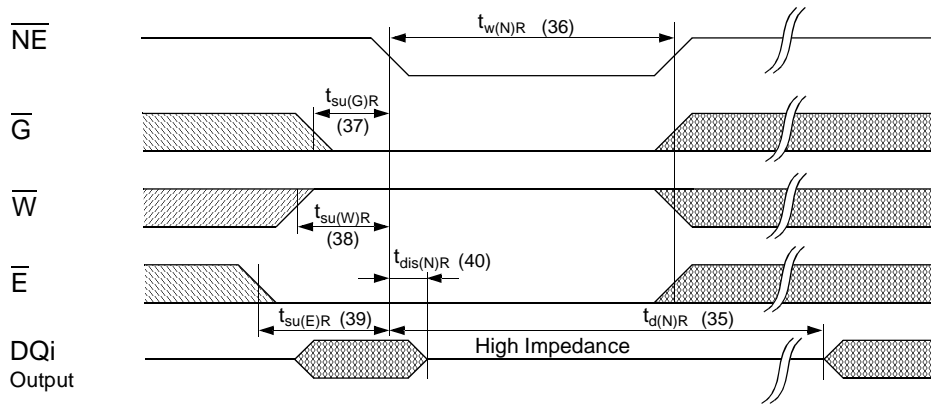 NE
t_w(N)R (36)
t_su(G)R
(37)
G
W
t_su(W)R
(38)
t_dis(N)R (40)
E
t_su(E)R (39)
t_d(N)R (35)
DQi
Output
High Impedance